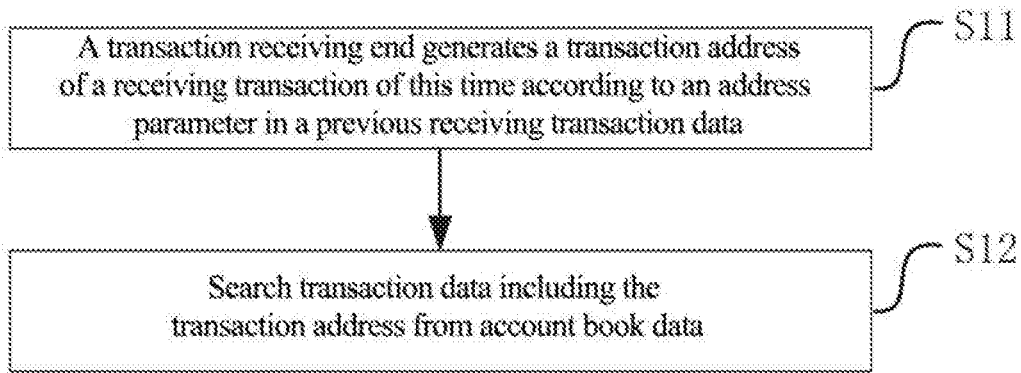 S11
A transaction receiving end generates a transaction address
of a receiving transaction of this time according to an address
parameter in a previous receiving transaction data
S12
Search transaction data including the
transaction address from account book data